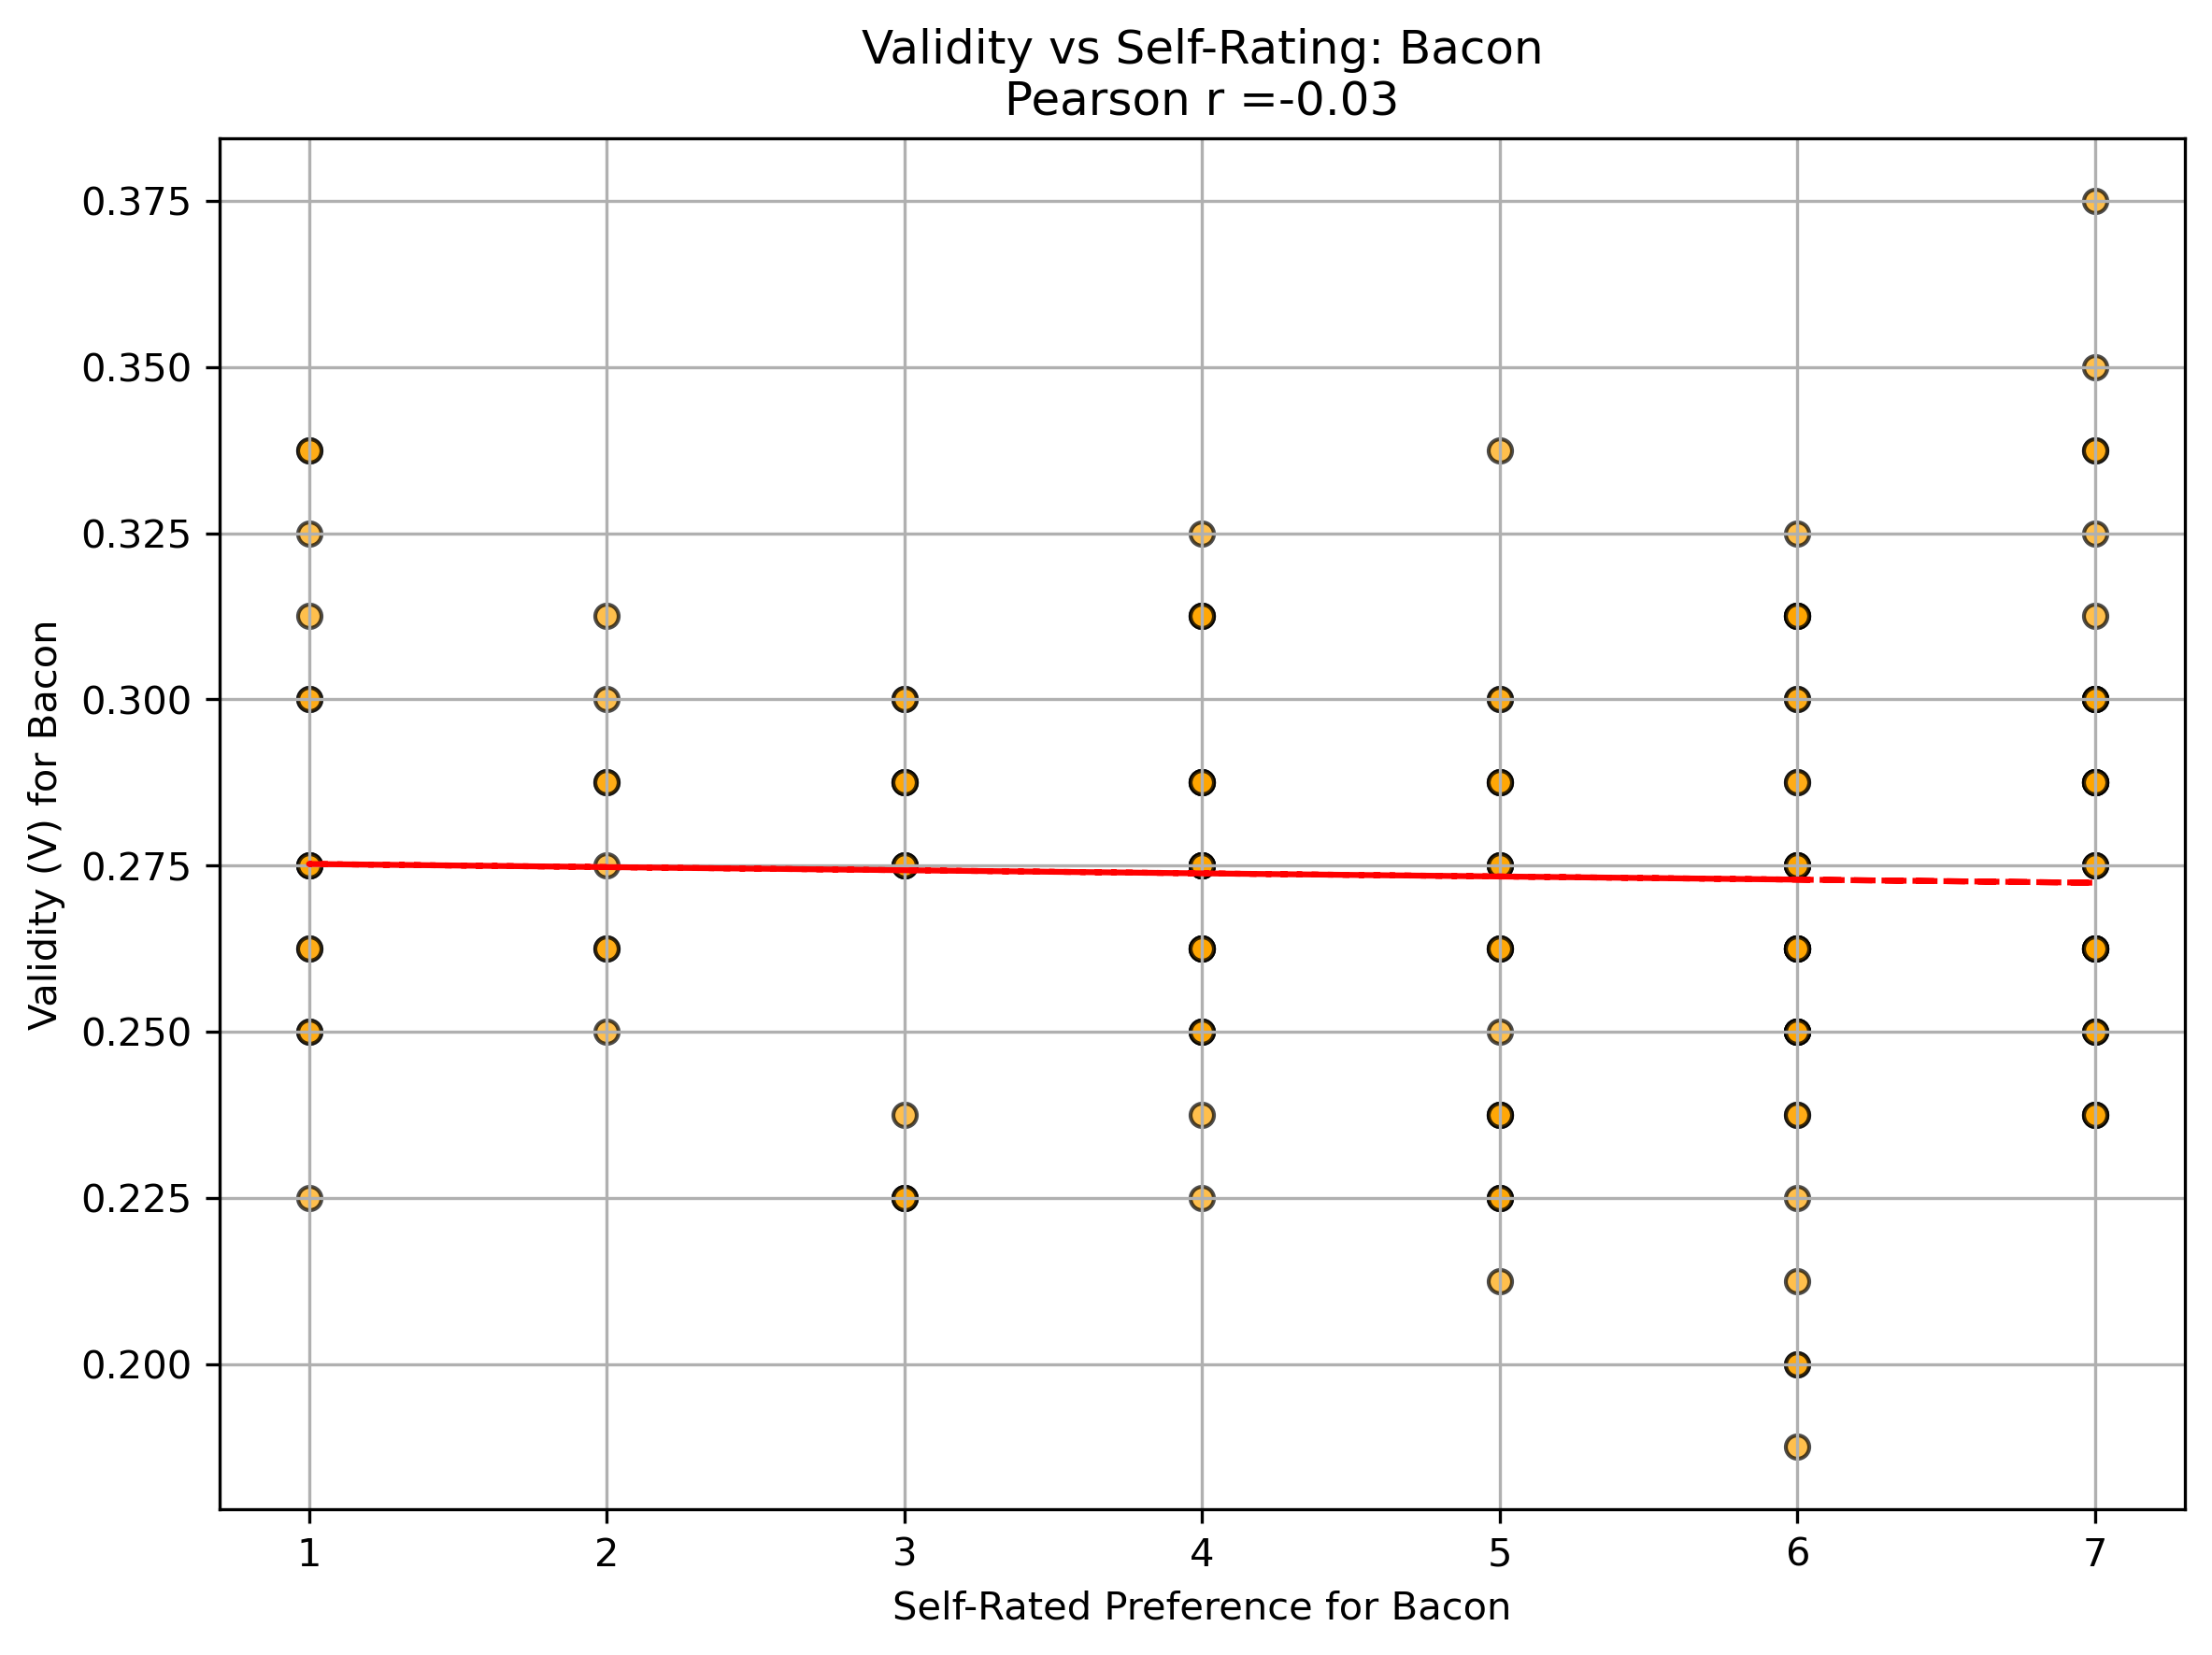 Validity vs Self-Rating: Bacon
Pearson r =-0.03
Validity (V) for Bacon
0.375
0.350
0.325
0.300
0.275
0.250
0.225
0.200
1 2 3 4 5 6 7
Self-Rated Preference for Bacon